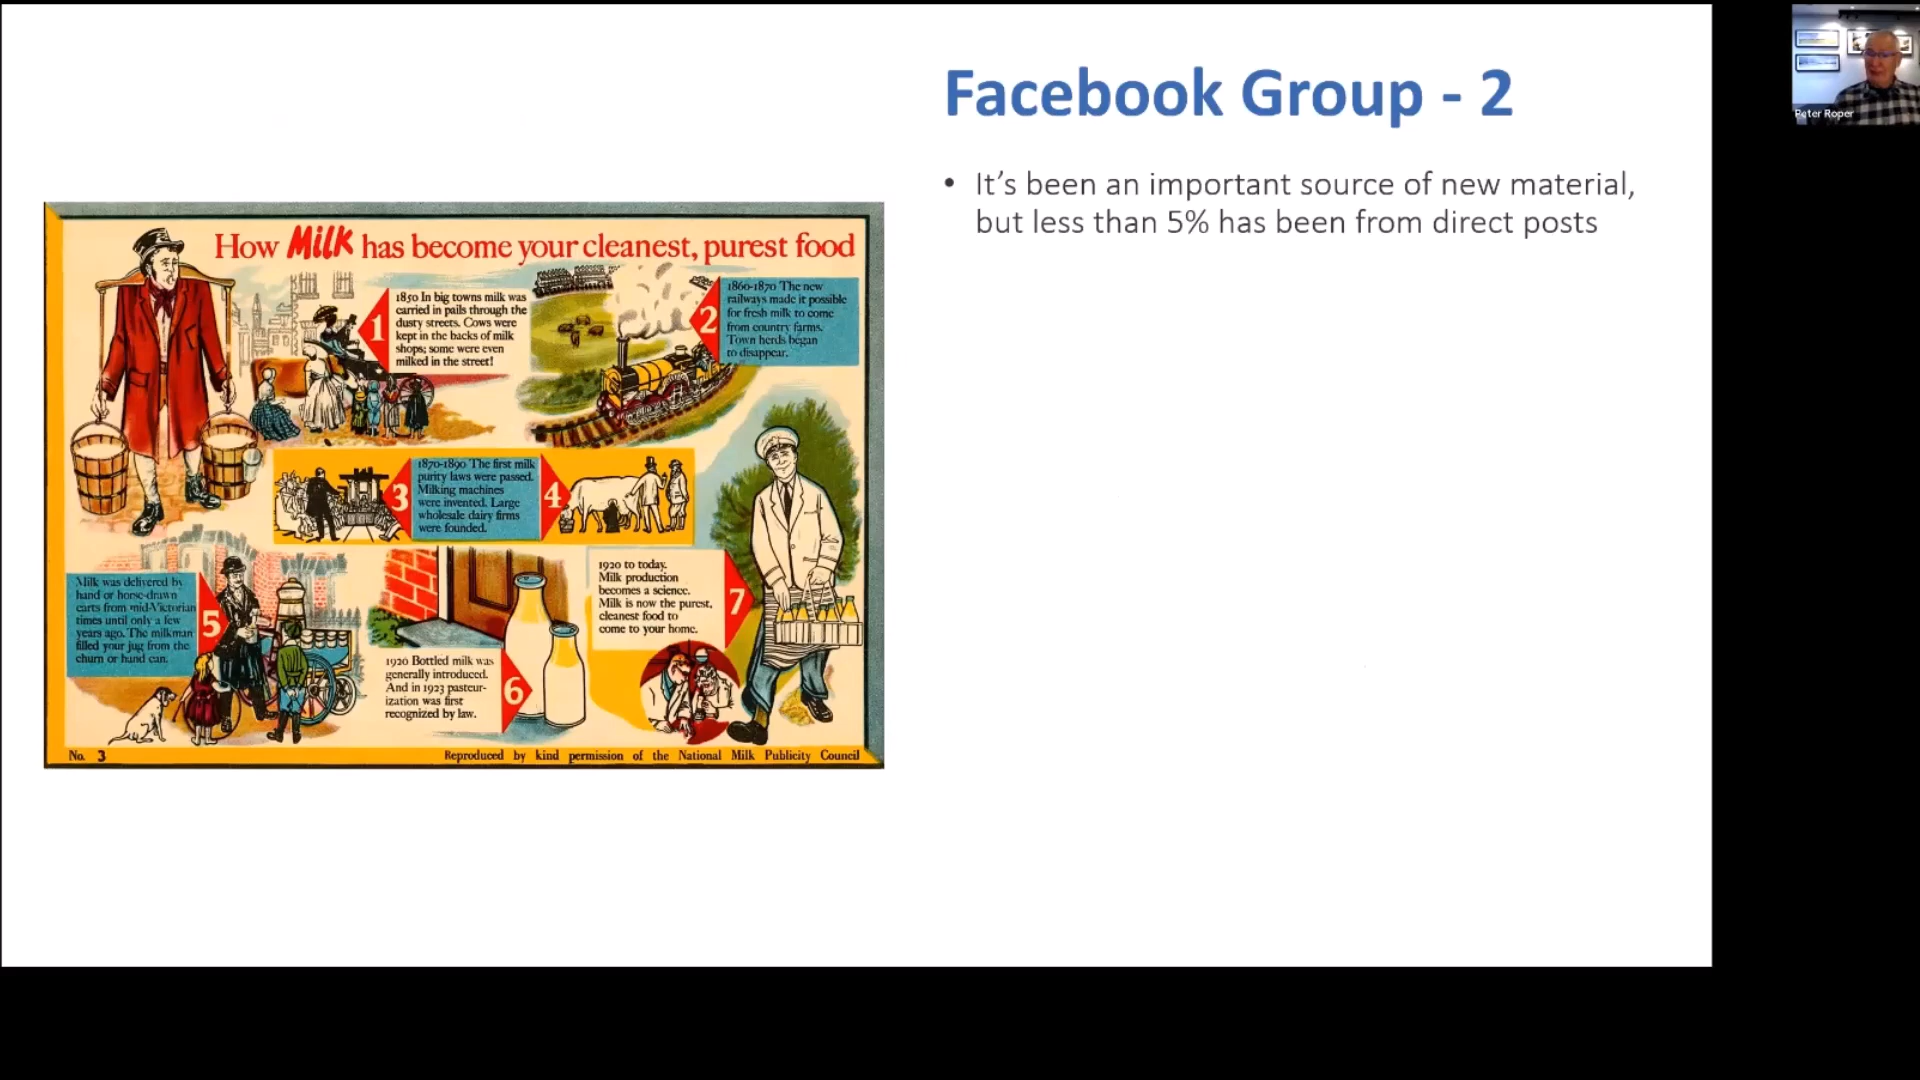 Facebook Group - 2
• It's been an important source of new material,
but less than 5% has been from direct posts
How Milk has become your cleanest, purest food
1
1850 In big towns milk was
carried in pails through the
dusty streets. Cows were
kept in the backs of milk
shops; some were even
milked in the street!
2
1860-1870 The new
railways made it possible
for fresh milk to come
from country farms.
Town herds began
to disappear.
3
1870-1890 The first milk
purity laws were passed.
Milking machines
were invented. Large
wholesale dairy firms
were founded.
4
Milk was delivered by
hand or horse-drawn
carts from mid-Victorian
times until only a few
years ago. The milkman
filled your jug from the
churn or hand can.
5
1920 Bottled milk was
generally introduced.
And in 1923 pasteur-
ization was first
recognized by law.
6
1920 to today.
Milk production
becomes a science.
Milk is now the purest,
cleanest food to
come to your home.
7
No. 3
Reproduced by kind permission of the National Milk Publicity Council
Peter Roper